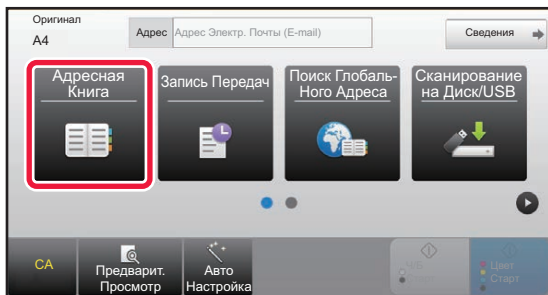 Оригинал
A4
Адрес
Адрес Электр. Почты (E-mail)
Сведения
Адресная
Книга
Запись Передач
Поиск Глобаль-
Ного Адреса
Сканирование
на Диск/USB
CA
Предварит.
Просмотр
Авто
Настройка
Ч/Б
Старт
Цвет
Старт